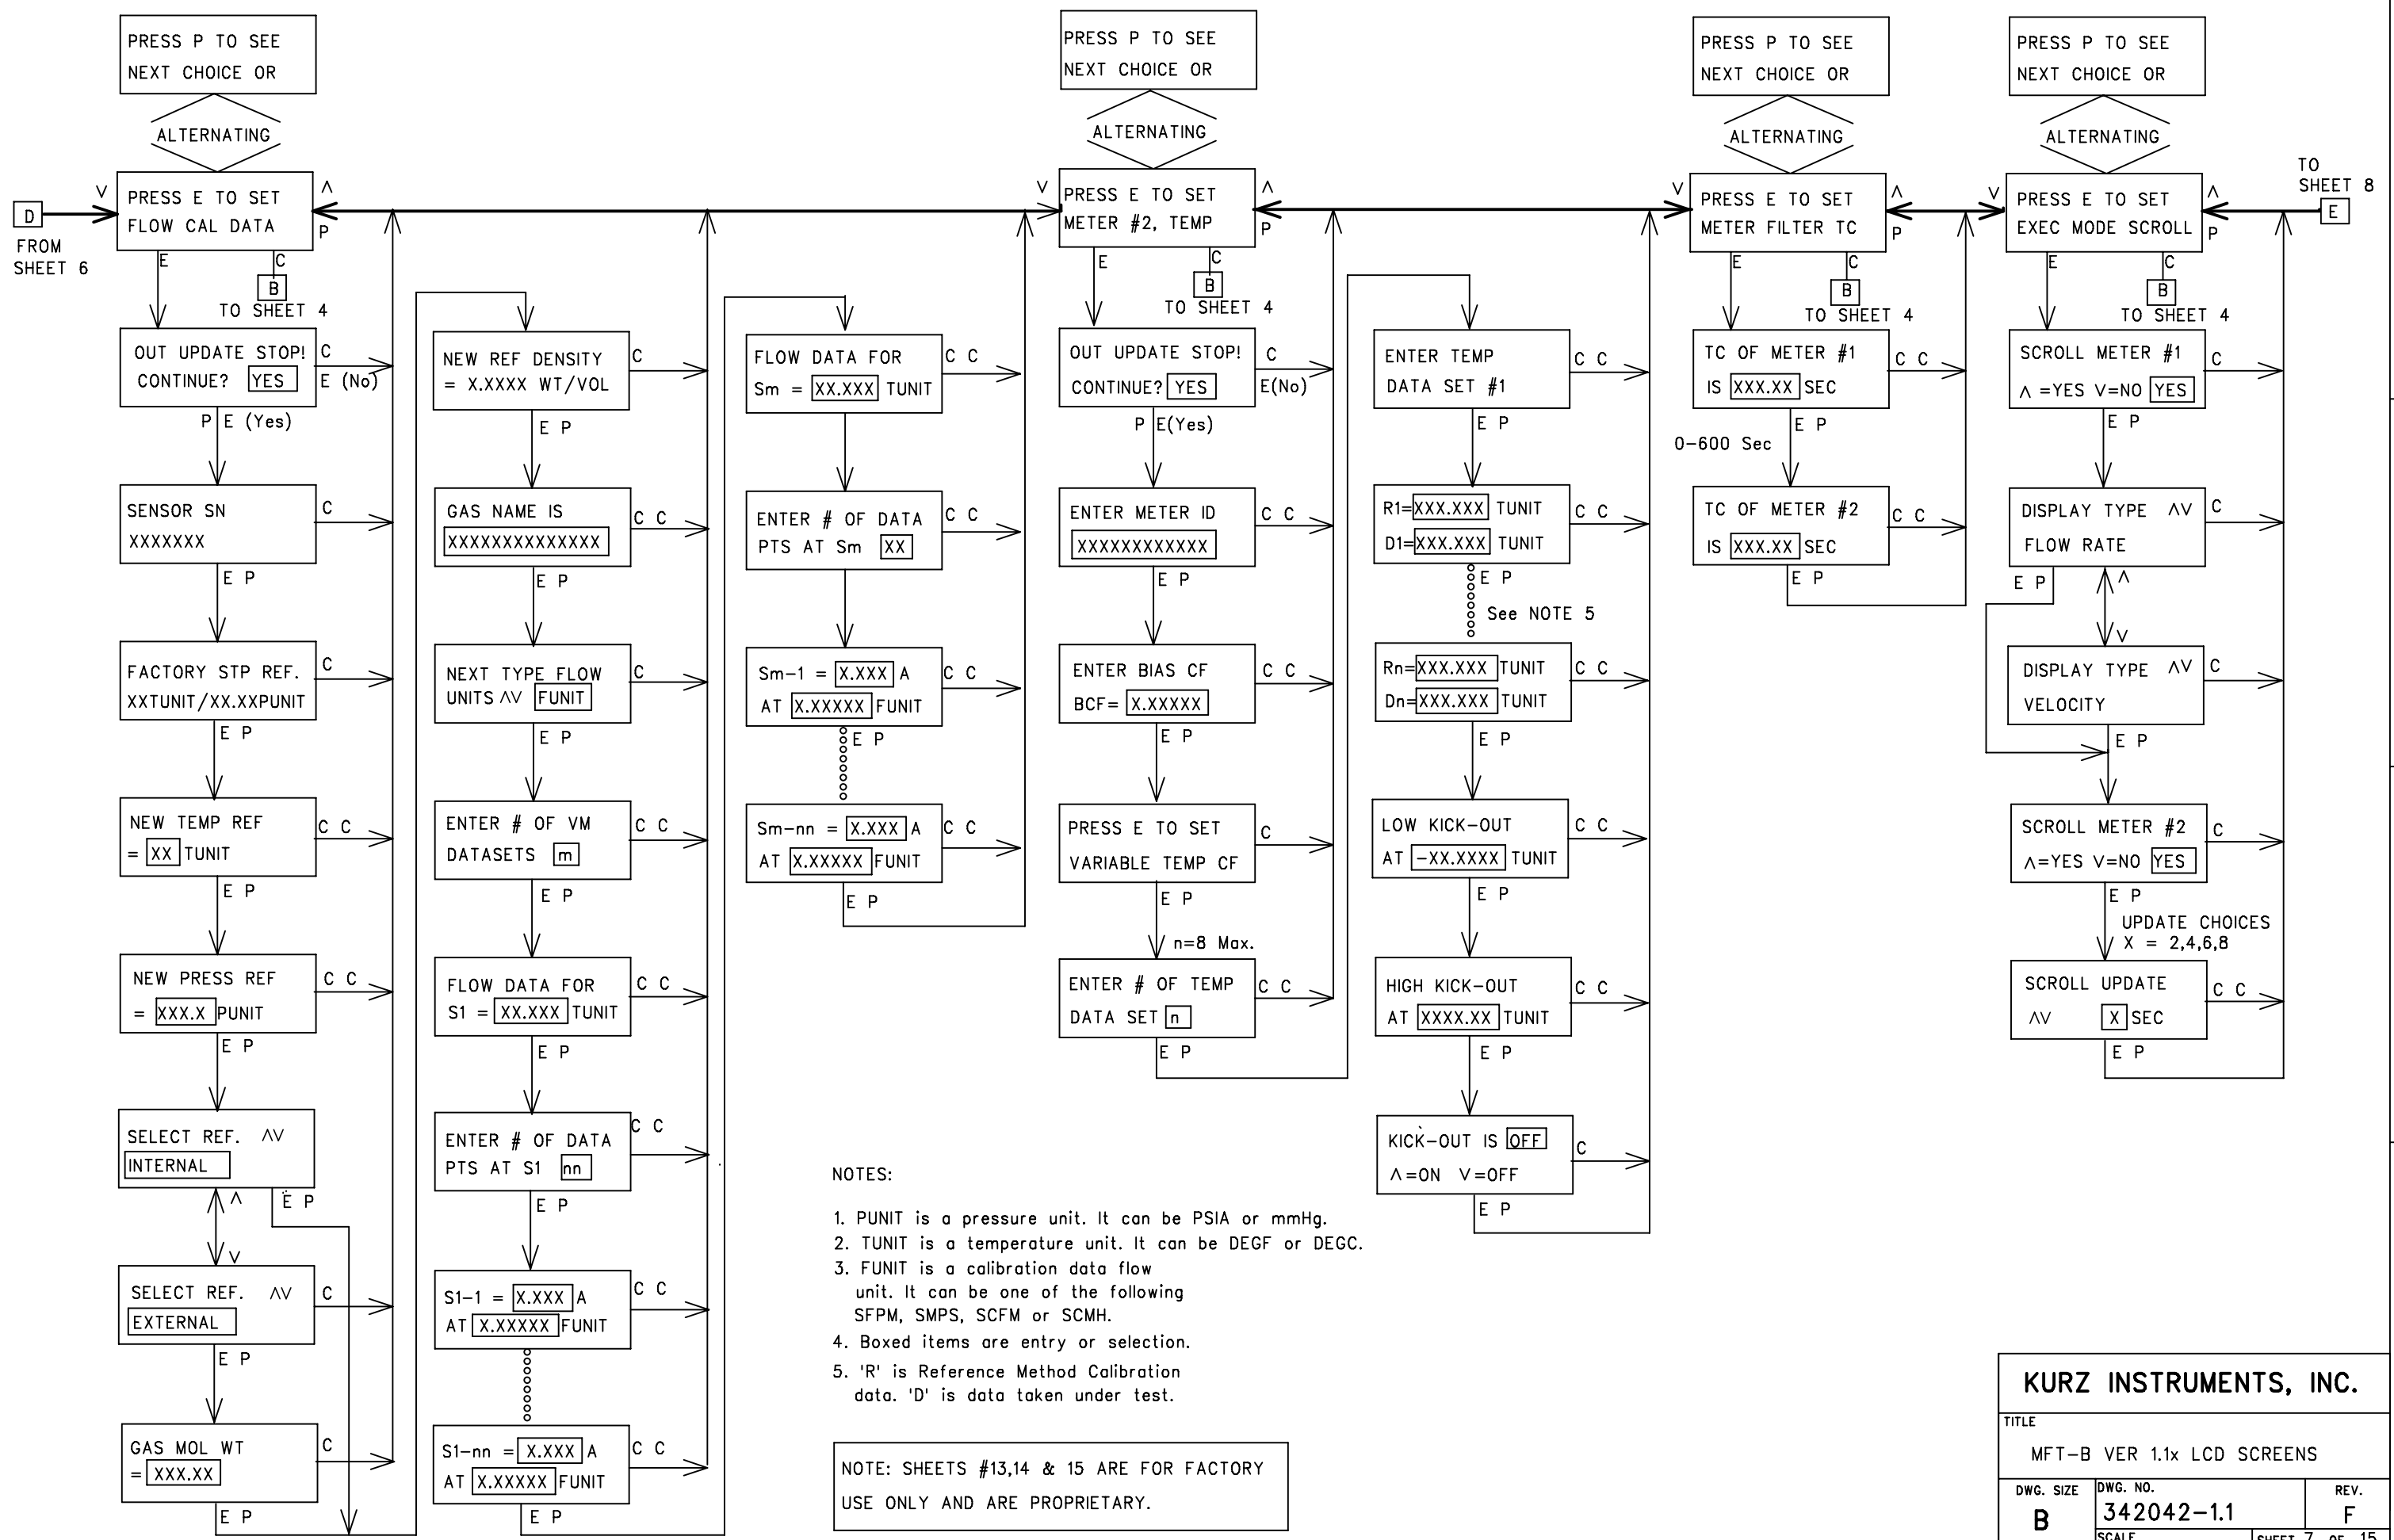 PRESS P TO SEE
NEXT CHOICE OR
ALTERNATING
V
PRESS E TO SET
FLOW CAL DATA
Λ
P
D
FROM
SHEET 6
E
C
B
TO SHEET 4
OUT UPDATE STOP!
CONTINUE? YES
C
E (No)
P E (Yes)
SENSOR SN
XXXXXXX
C
E P
FACTORY STP REF.
XXTUNIT/XX.XXPUNIT
C
E P
NEW TEMP REF
= XX TUNIT
C C
E P
NEW PRESS REF
= XXX.X PUNIT
C C
E P
SELECT REF. ΛV
INTERNAL
Λ
E P
V
SELECT REF. ΛV
EXTERNAL
C
E P
GAS MOL WT
= XXX.XX
C
E P
NEW REF DENSITY
= X.XXXX WT/VOL
C
E P
GAS NAME IS
XXXXXXXXXXXXXX
C C
E P
NEXT TYPE FLOW
UNITS ΛV FUNIT
C
E P
ENTER # OF VM
DATASETS m
C C
E P
FLOW DATA FOR
S1 = XX.XXX TUNIT
C C
E P
ENTER # OF DATA
PTS AT S1 nn
C C
E P
S1-1 = X.XXX A
AT X.XXXXX FUNIT
C C
S1-nn = X.XXX A
AT X.XXXXX FUNIT
C C
E P
FLOW DATA FOR
Sm = XX.XXX TUNIT
C C
ENTER # OF DATA
PTS AT Sm XX
C C
Sm-1 = X.XXX A
AT X.XXXXX FUNIT
C C
E P
Sm-nn = X.XXX A
AT X.XXXXX FUNIT
C C
E P
PRESS P TO SEE
NEXT CHOICE OR
ALTERNATING
V
PRESS E TO SET
METER #2, TEMP
Λ
P
E
C
B
TO SHEET 4
OUT UPDATE STOP!
CONTINUE? YES
C
E(No)
P E(Yes)
ENTER METER ID
XXXXXXXXXXXX
C C
E P
ENTER BIAS CF
BCF= X.XXXXX
C C
E P
PRESS E TO SET
VARIABLE TEMP CF
C
E P
n=8 Max.
ENTER # OF TEMP
DATA SET n
C C
E P
ENTER TEMP
DATA SET #1
C C
E P
R1=XXX.XXX TUNIT
D1=XXX.XXX TUNIT
C C
E P
See NOTE 5
Rn=XXX.XXX TUNIT
Dn=XXX.XXX TUNIT
C C
E P
LOW KICK-OUT
AT -XX.XXXX TUNIT
C C
E P
HIGH KICK-OUT
AT XXXX.XX TUNIT
C C
E P
KICK-OUT IS OFF
Λ=ON V=OFF
C
E P
PRESS P TO SEE
NEXT CHOICE OR
ALTERNATING
V
PRESS E TO SET
METER FILTER TC
Λ
P
E
C
B
TO SHEET 4
TC OF METER #1
IS XXX.XX SEC
C C
E P
0-600 Sec
TC OF METER #2
IS XXX.XX SEC
C C
E P
PRESS P TO SEE
NEXT CHOICE OR
ALTERNATING
V
PRESS E TO SET
EXEC MODE SCROLL
Λ
P
TO
SHEET 8
E
E
C
B
TO SHEET 4
SCROLL METER #1
Λ =YES V=NO YES
C
E P
DISPLAY TYPE ΛV
FLOW RATE
C
E P
Λ
V
DISPLAY TYPE ΛV
VELOCITY
C
E P
SCROLL METER #2
Λ=YES V=NO YES
C
E P
UPDATE CHOICES
X = 2,4,6,8
SCROLL UPDATE
ΛV X SEC
C C
E P
NOTES:
1. PUNIT is a pressure unit. It can be PSIA or mmHg.
2. TUNIT is a temperature unit. It can be DEGF or DEGC.
3. FUNIT is a calibration data flow
unit. It can be one of the following
SFPM, SMPS, SCFM or SCMH.
4. Boxed items are entry or selection.
5. 'R' is Reference Method Calibration
data. 'D' is data taken under test.
NOTE: SHEETS #13,14 & 15 ARE FOR FACTORY
USE ONLY AND ARE PROPRIETARY.
KURZ INSTRUMENTS, INC.
TITLE
MFT-B VER 1.1x LCD SCREENS
DWG. SIZE
B
DWG. NO.
342042-1.1
REV.
F
SCALE
SHEET 7 OF 15